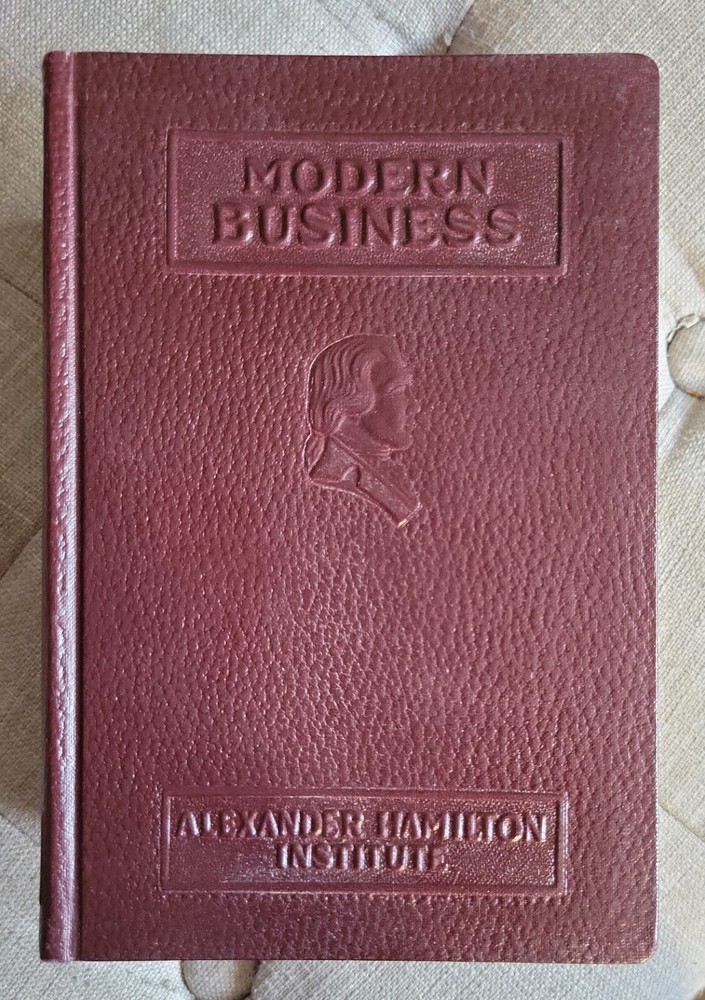 MODERN
BUSINESS
ALEXANDER HAMILTON
INSTITUTE